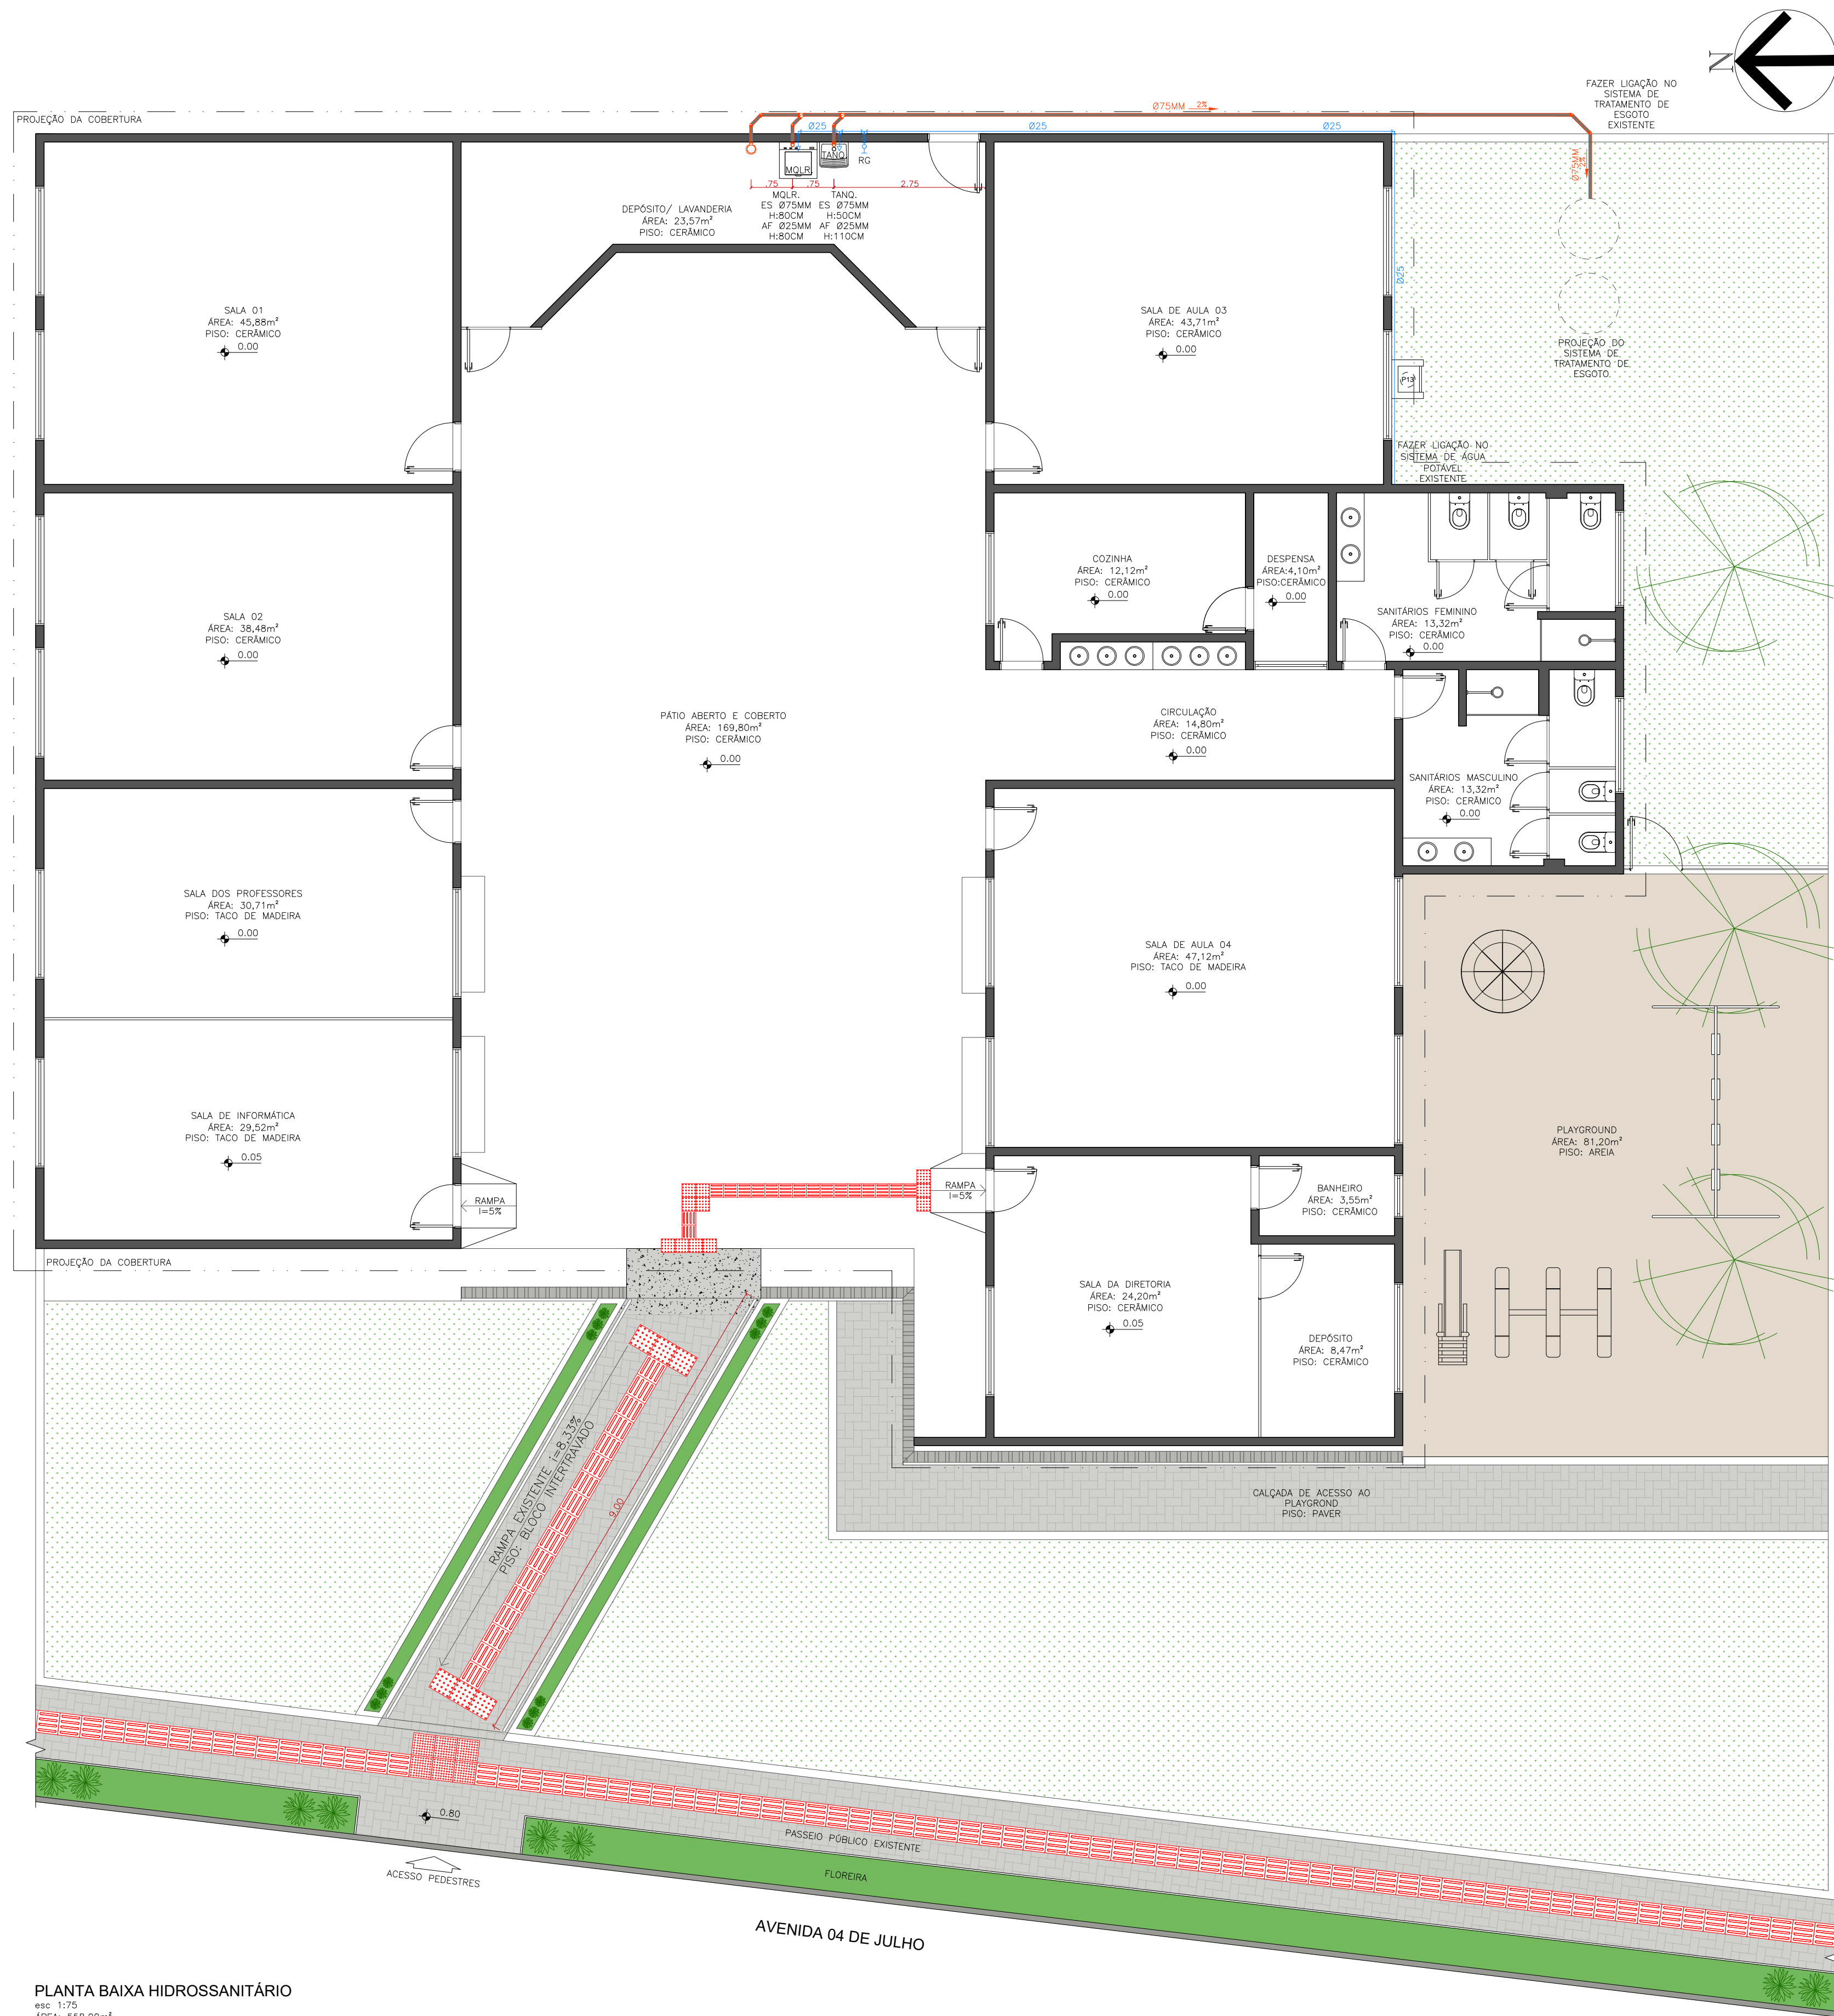 N
FAZER LIGAÇÃO NO
SISTEMA DE
TRATAMENTO DE
ESGOTO
EXISTENTE
PROJEÇÃO DA COBERTURA
Ø75MM 2%
Ø25
Ø25
Ø25
Ø75MM
2%
MQLR.
TANQ.
RG
.75
.75
2.75
MQLR.
ES Ø75MM
H:80CM
AF Ø25MM
H:80CM
TANQ.
ES Ø75MM
H:50CM
AF Ø25MM
H:110CM
DEPÓSITO/ LAVANDERIA
ÁREA: 23,57m²
PISO: CERÂMICO
Ø25
SALA 01
ÁREA: 45,88m²
PISO: CERÂMICO
0.00
SALA DE AULA 03
ÁREA: 43,71m²
PISO: CERÂMICO
0.00
PROJEÇÃO DO
SISTEMA DE
TRATAMENTO DE
ESGOTO
P13
FAZER LIGAÇÃO NO
SISTEMA DE ÁGUA
POTÁVEL
EXISTENTE
SALA 02
ÁREA: 38,48m²
PISO: CERÂMICO
0.00
COZINHA
ÁREA: 12,12m²
PISO: CERÂMICO
0.00
DESPENSA
ÁREA:4,10m²
PISO:CERÂMICO
0.00
SANITÁRIOS FEMININO
ÁREA: 13,32m²
PISO: CERÂMICO
0.00
PÁTIO ABERTO E COBERTO
ÁREA: 169,80m²
PISO: CERÂMICO
0.00
CIRCULAÇÃO
ÁREA: 14,80m²
PISO: CERÂMICO
0.00
SANITÁRIOS MASCULINO
ÁREA: 13,32m²
PISO: CERÂMICO
0.00
SALA DOS PROFESSORES
ÁREA: 30,71m²
PISO: TACO DE MADEIRA
0.00
SALA DE AULA 04
ÁREA: 47,12m²
PISO: TACO DE MADEIRA
0.00
SALA DE INFORMÁTICA
ÁREA: 29,52m²
PISO: TACO DE MADEIRA
0.05
PLAYGROUND
ÁREA: 81,20m²
PISO: AREIA
RAMPA
I=5%
RAMPA
I=5%
BANHEIRO
ÁREA: 3,55m²
PISO: CERÂMICO
PROJEÇÃO DA COBERTURA
SALA DA DIRETORIA
ÁREA: 24,20m²
PISO: CERÂMICO
0.05
DEPÓSITO
ÁREA: 8,47m²
PISO: CERÂMICO
RAMPA EXISTENTE i=8,33%
PISO: BLOCO INTERTRAVADO
9.00
CALÇADA DE ACESSO AO
PLAYGROND
PISO: PAVER
0.80
PASSEIO PÚBLICO EXISTENTE
FLOREIRA
ACESSO PEDESTRES
AVENIDA 04 DE JULHO
PLANTA BAIXA HIDROSSANITÁRIO
esc 1:75